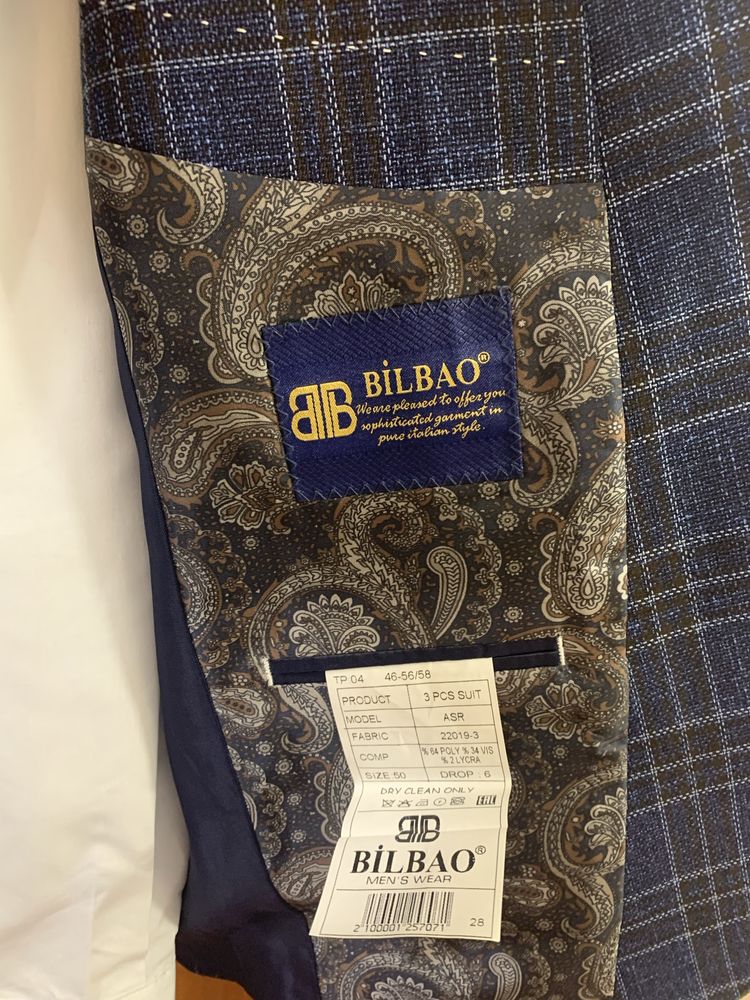 BİLBAO®
We are pleased to offer you
sophisticated garment in
pure italian style.
TP 04 46-56/58
PRODUCT 3 PCS SUIT
MODEL ASR
FABRIC 22019-3
COMP % 64 POLY % 34 VIS
% 2 LYCRA
SIZE 50 DROP : 6
DRY CLEAN ONLY
EAC
BİLBAO®
MEN'S WEAR
2 100001 257071
28